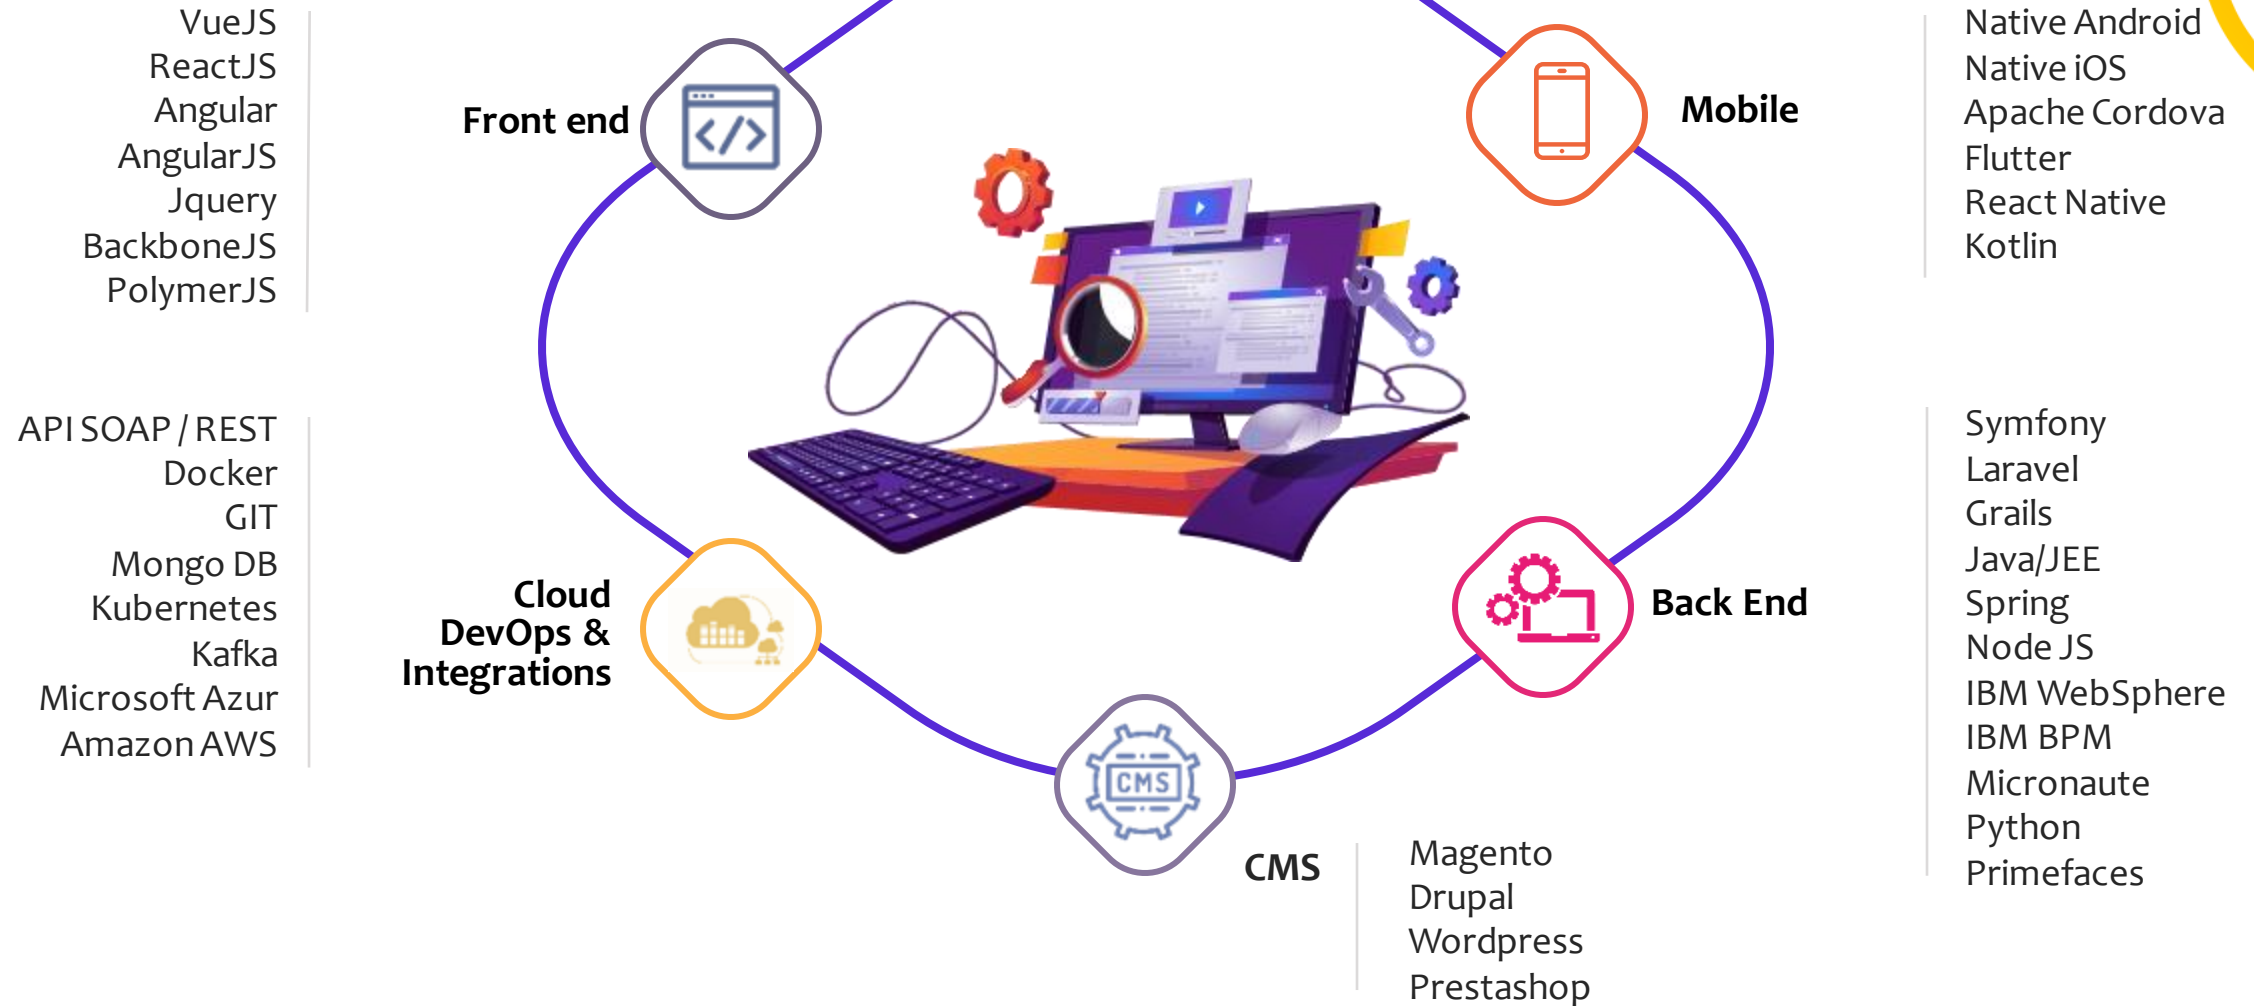 VueJS
ReactJS
Angular
AngularJS
Jquery
BackboneJS
PolymerJS
Front end
Mobile
Native Android
Native iOS
Apache Cordova
Flutter
React Native
Kotlin
API SOAP / REST
Docker
GIT
Mongo DB
Kubernetes
Kafka
Microsoft Azur
Amazon AWS
Cloud
DevOps &
Integrations
Back End
Symfony
Laravel
Grails
Java/JEE
Spring
Node JS
IBM WebSphere
IBM BPM
Micronaute
Python
Primefaces
CMS
CMS
Magento
Drupal
Wordpress
Prestashop